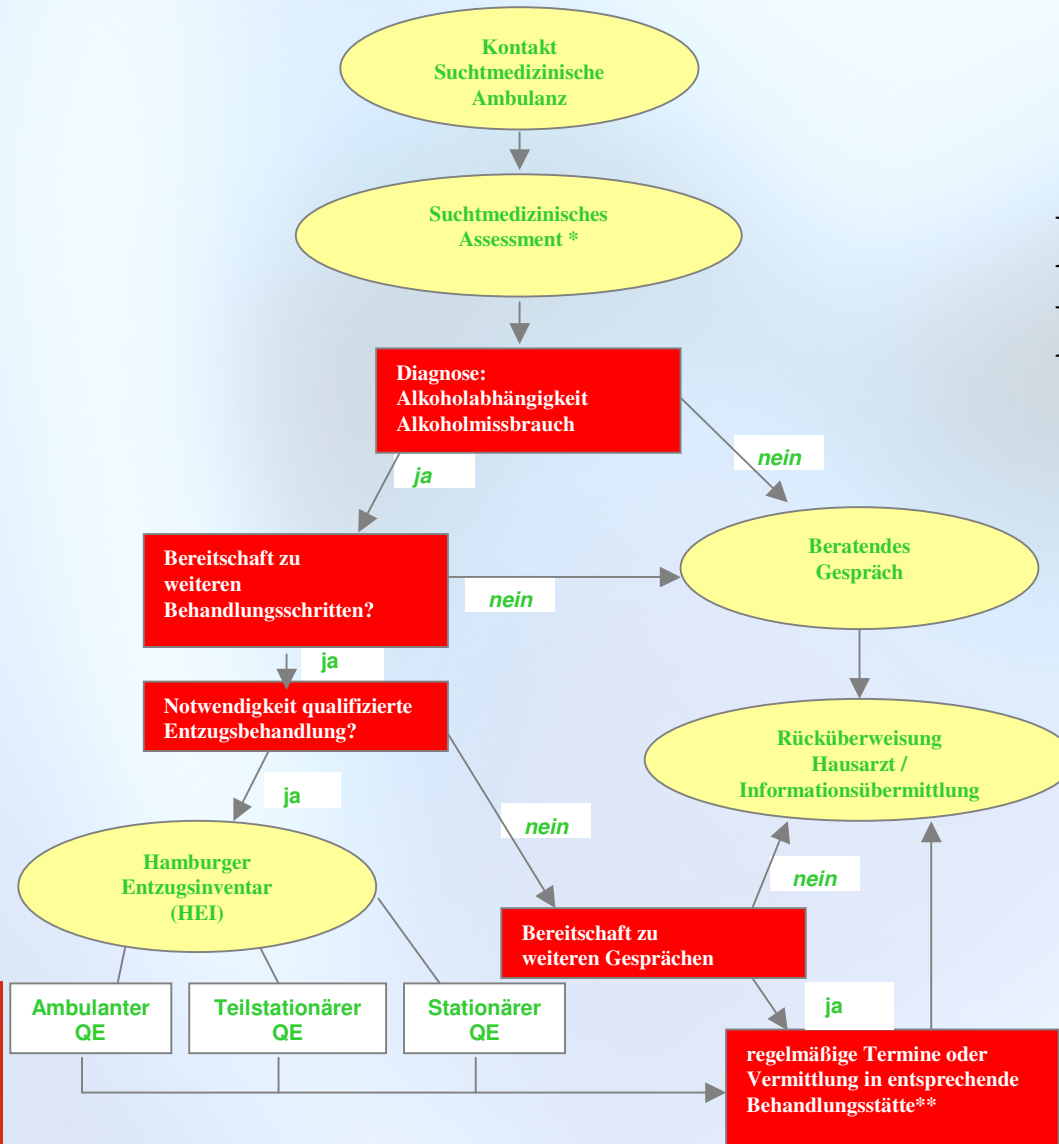 Kontakt
Suchtmedizinische
Ambulanz
Suchtmedizinisches
Assessment *
Diagnose:
Alkoholabhängigkeit
Alkoholmissbrauch
ja
nein
Bereitschaft zu
weiteren
Behandlungsschritten?
nein
Beratendes
Gespräch
ja
Notwendigkeit qualifizierte
Entzugsbehandlung?
Rücküberweisung
Hausarzt /
Informationsübermittlung
ja
nein
Hamburger
Entzugsinventar
(HEI)
nein
Bereitschaft zu
weiteren Gesprächen
ja
Ambulanter
QE
Teilstationärer
QE
Stationärer
QE
regelmäßige Termine oder
Vermittlung in entsprechende
Behandlungsstätte**